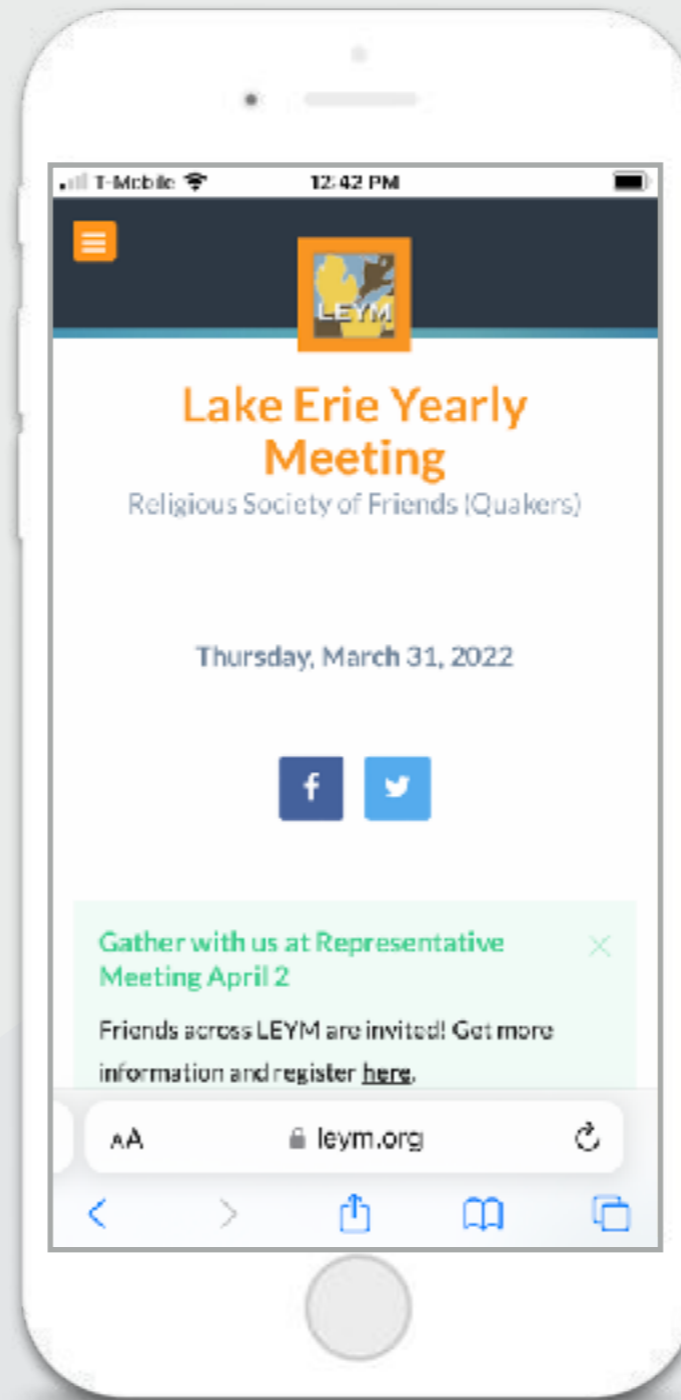 T-Mobile 12:42 PM
LEYM
Lake Erie Yearly
Meeting
Religious Society of Friends (Quakers)
Thursday, March 31, 2022
Gather with us at Representative
Meeting April 2
Friends across LEYM are invited! Get more
information and register here.
AA leym.org